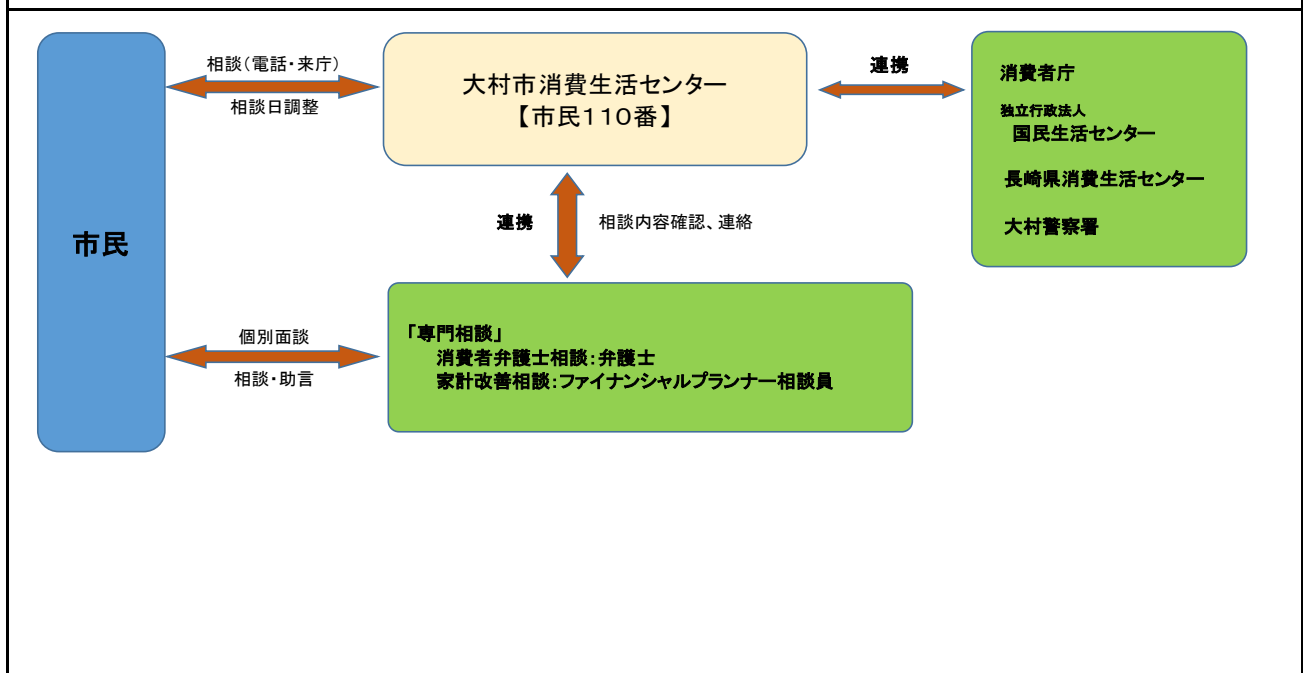 市民
相談(電話・来庁)
相談日調整
大村市消費生活センター
【市民110番】
連携
消費者庁
独立行政法人
国民生活センター
長崎県消費生活センター
大村警察署
連携
相談内容確認、連絡
個別面談
相談・助言
「専門相談」
消費者弁護士相談:弁護士
家計改善相談:ファイナンシャルプランナー相談員